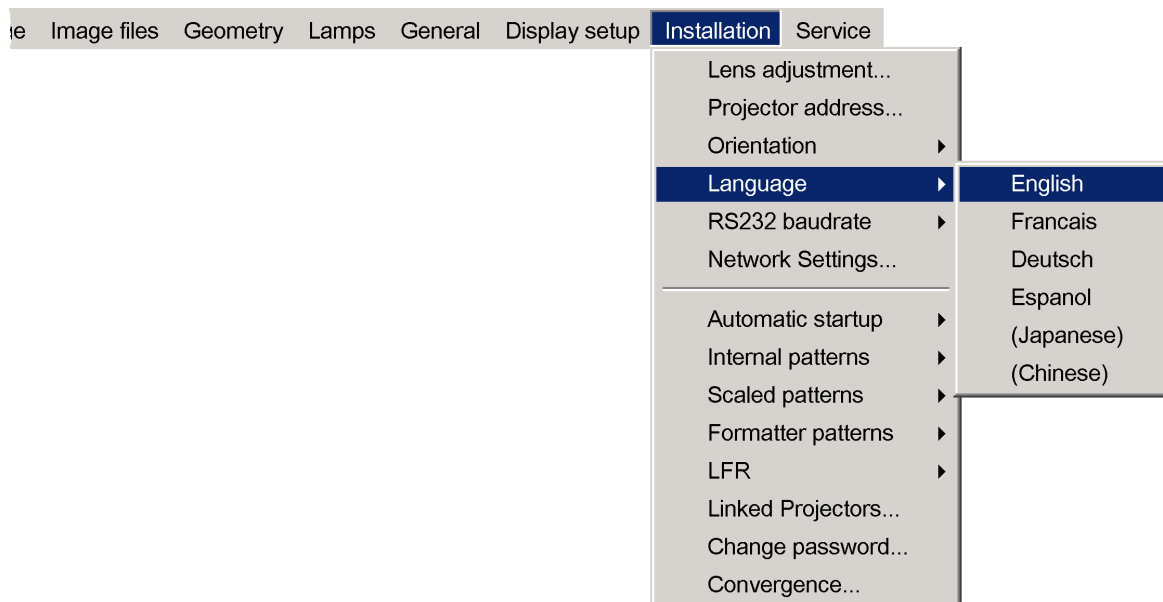 Image files Geometry Lamps General Display setup Installation Service
Lens adjustment...
Projector address...
Orientation
Language
RS232 baudrate
Network Settings...
Automatic startup
Internal patterns
Scaled patterns
Formatter patterns
LFR
Linked Projectors...
Change password...
Convergence...
English
Francais
Deutsch
Espanol
(Japanese)
(Chinese)